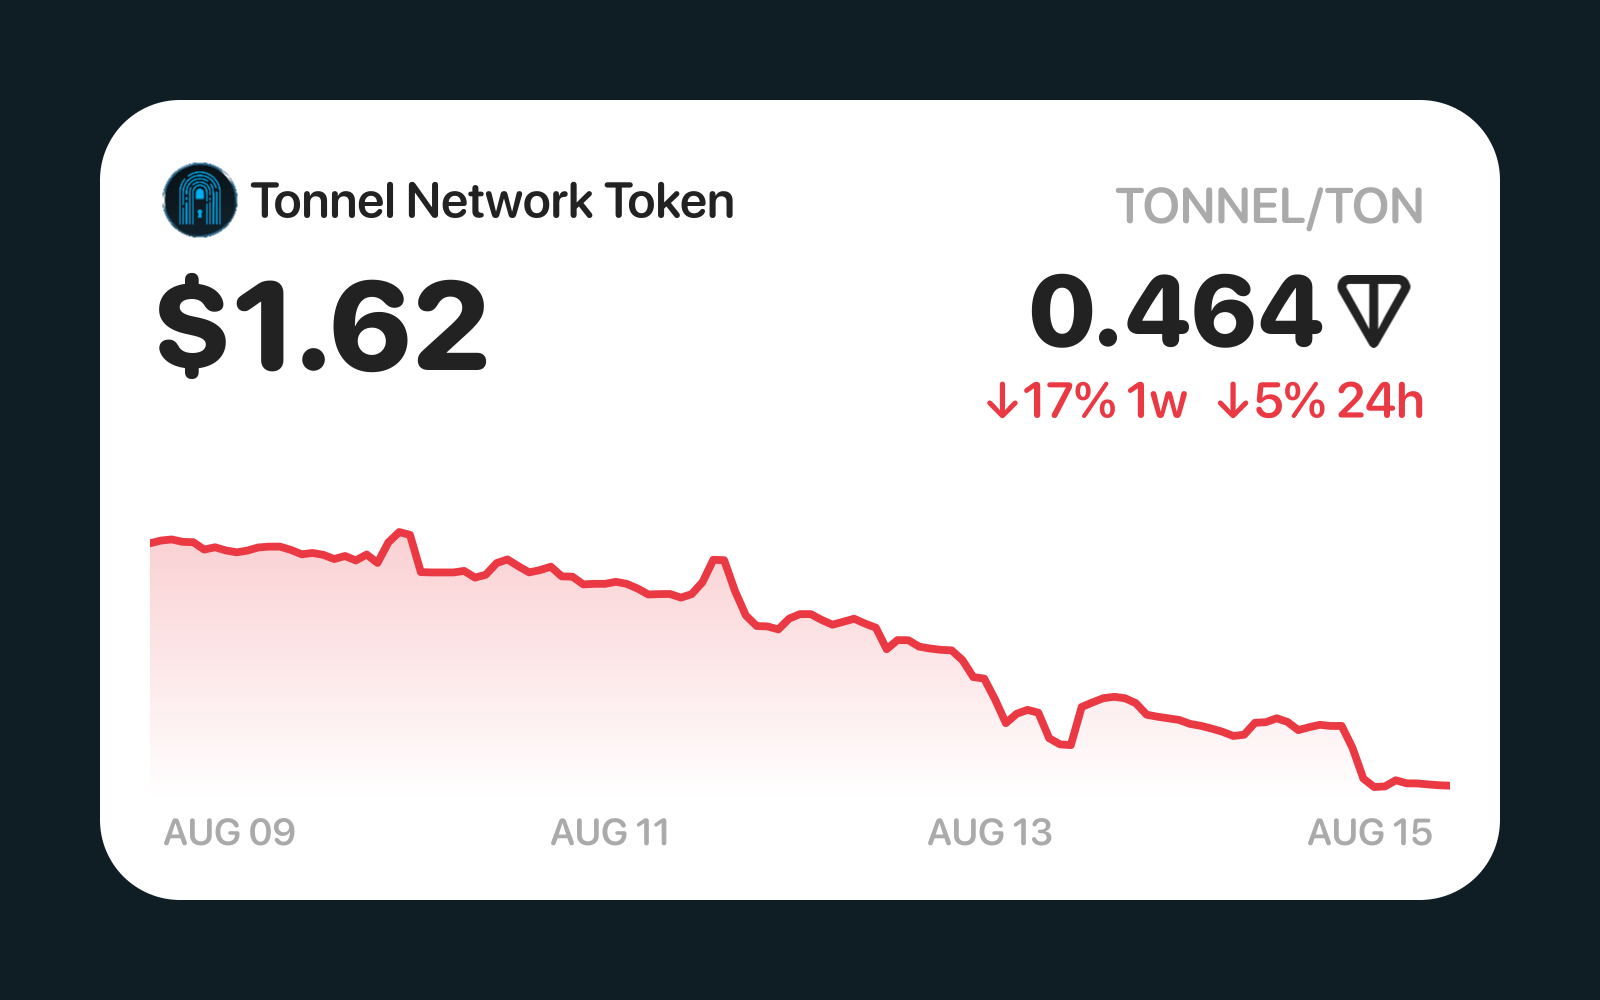 Tonnel Network Token
TONNEL/TON
$1.62
0.464
↓17% 1w ↓5% 24h
AUG 09 AUG 11 AUG 13 AUG 15